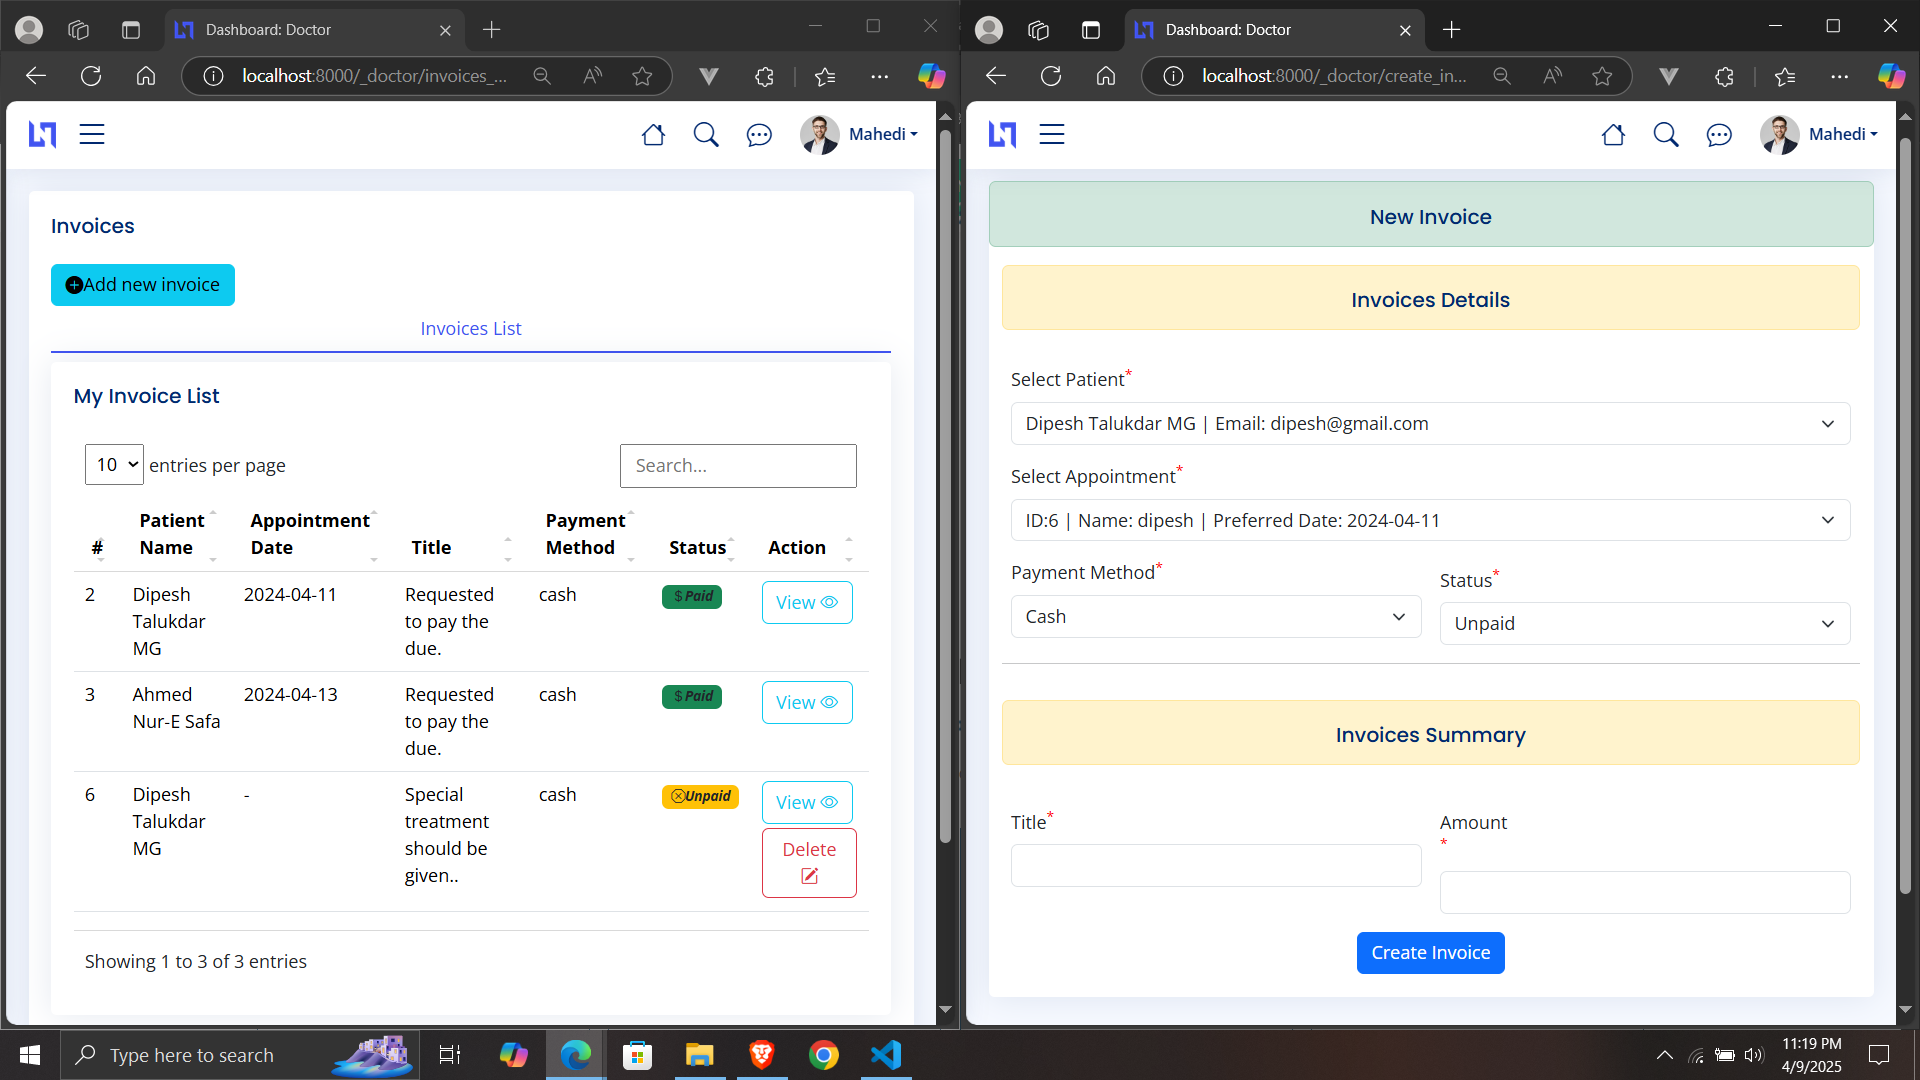 Dashboard: Doctor
localhost:8000/_doctor/invoices_...
Mahedi
Invoices
Add new invoice
Invoices List
My Invoice List
10 entries per page
Search...
# Patient Name Appointment Date Title Payment Method Status Action
2 Dipesh Talukdar MG 2024-04-11 Requested to pay the due. cash $ Paid View
3 Ahmed Nur-E Safa 2024-04-13 Requested to pay the due. cash $ Paid View
6 Dipesh Talukdar MG - Special treatment should be given.. cash Unpaid View
Delete
Showing 1 to 3 of 3 entries
Dashboard: Doctor
localhost:8000/_doctor/create_in...
Mahedi
New Invoice
Invoices Details
Select Patient*
Dipesh Talukdar MG | Email: dipesh@gmail.com
Select Appointment*
ID:6 | Name: dipesh | Preferred Date: 2024-04-11
Payment Method*
Cash
Status*
Unpaid
Invoices Summary
Title*
Amount
*
Create Invoice
Type here to search
11:19 PM
4/9/2025